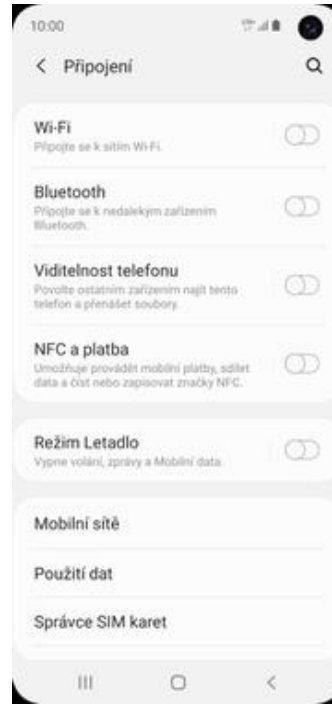 10:00
Připojení
Wi-Fi
Připojte se k sítím Wi-Fi.
Bluetooth
Připojte se k nedalekým zařízením
Bluetooth.
Viditelnost telefonu
Povolte ostatním zařízením najít tento
telefon a přenášet soubory.
NFC a platba
Umožňuje provádět mobilní platby, sdílet
data a číst nebo zapisovat značky NFC.
Režim Letadlo
Vypne volání, zprávy a Mobilní data.
Mobilní sítě
Použití dat
Správce SIM karet